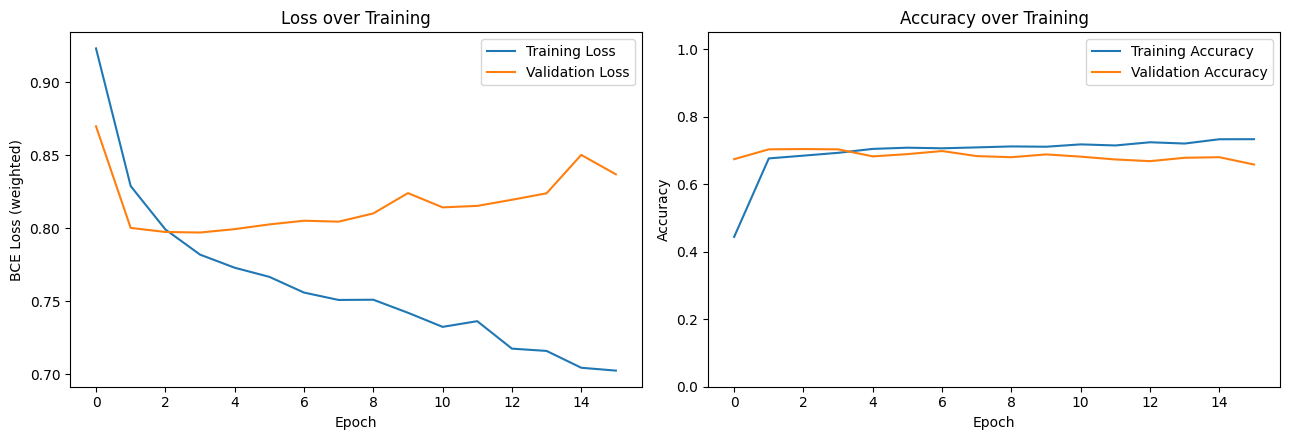 Loss over Training
BCE Loss (weighted)
0.90
0.85
0.80
0.75
0.70
Training Loss
Validation Loss
0 2 4 6 8 10 12 14
Epoch
Accuracy over Training
Accuracy
1.0
0.8
0.6
0.4
0.2
0.0
Training Accuracy
Validation Accuracy
0 2 4 6 8 10 12 14
Epoch